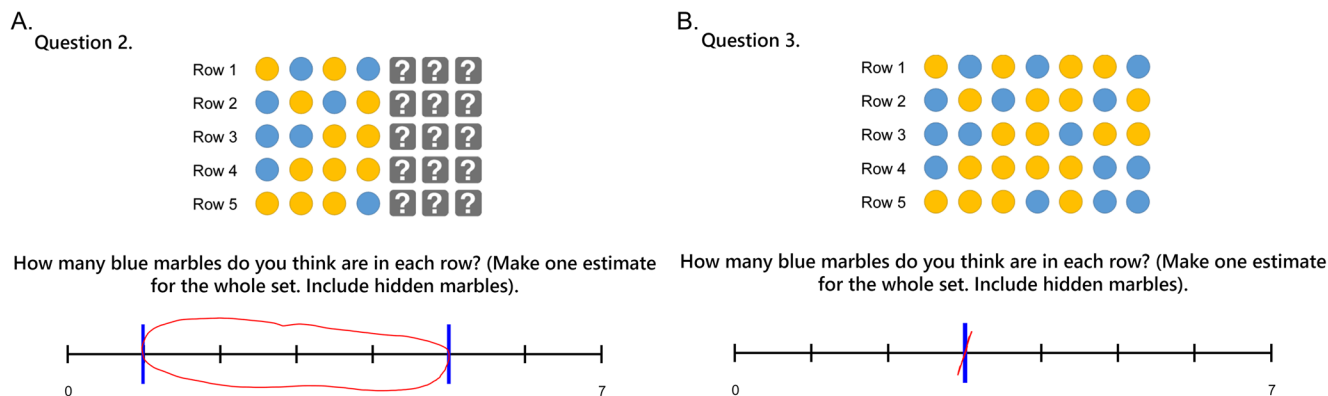 A.
Question 2.
Row 1 ? ? ?
Row 2 ? ? ?
Row 3 ? ? ?
Row 4 ? ? ?
Row 5 ? ? ?
How many blue marbles do you think are in each row? (Make one estimate
for the whole set. Include hidden marbles).
0 7
B.
Question 3.
Row 1
Row 2
Row 3
Row 4
Row 5
How many blue marbles do you think are in each row? (Make one estimate
for the whole set. Include hidden marbles).
0 7